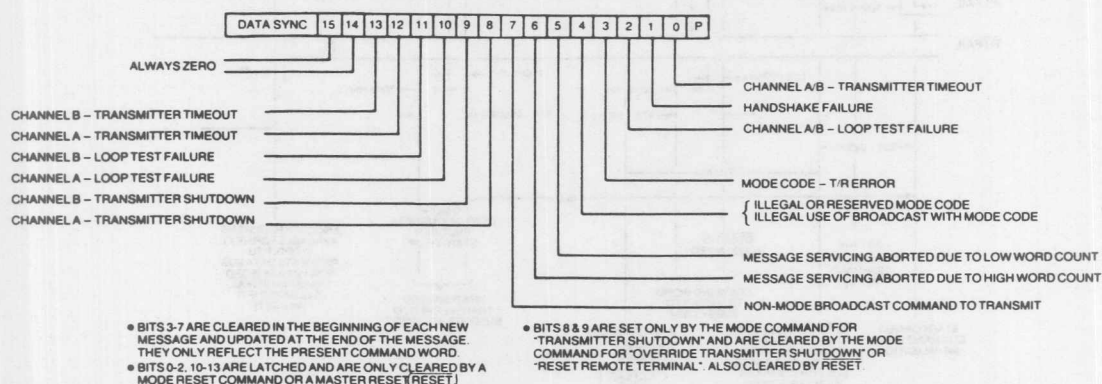 DATA SYNC 15 14 13 12 11 10 9 8 7 6 5 4 3 2 1 0 P
ALWAYS ZERO
CHANNEL B – TRANSMITTER TIMEOUT
CHANNEL A – TRANSMITTER TIMEOUT
CHANNEL B – LOOP TEST FAILURE
CHANNEL A – LOOP TEST FAILURE
CHANNEL B – TRANSMITTER SHUTDOWN
CHANNEL A – TRANSMITTER SHUTDOWN
CHANNEL A/B – TRANSMITTER TIMEOUT
HANDSHAKE FAILURE
CHANNEL A/B – LOOP TEST FAILURE
MODE CODE – T/R ERROR
{ ILLEGAL OR RESERVED MODE CODE
ILLEGAL USE OF BROADCAST WITH MODE CODE
MESSAGE SERVICING ABORTED DUE TO LOW WORD COUNT
MESSAGE SERVICING ABORTED DUE TO HIGH WORD COUNT
NON-MODE BROADCAST COMMAND TO TRANSMIT
• BITS 3-7 ARE CLEARED IN THE BEGINNING OF EACH NEW
MESSAGE AND UPDATED AT THE END OF THE MESSAGE.
THEY ONLY REFLECT THE PRESENT COMMAND WORD.
• BITS 0-2, 10-13 ARE LATCHED AND ARE ONLY CLEARED BY A
MODE RESET COMMAND OR A MASTER RESET (RESET)
• BITS 8 & 9 ARE SET ONLY BY THE MODE COMMAND FOR
"TRANSMITTER SHUTDOWN" AND ARE CLEARED BY THE MODE
COMMAND FOR "OVERRIDE TRANSMITTER SHUTDOWN" OR
"RESET REMOTE TERMINAL". ALSO CLEARED BY RESET.